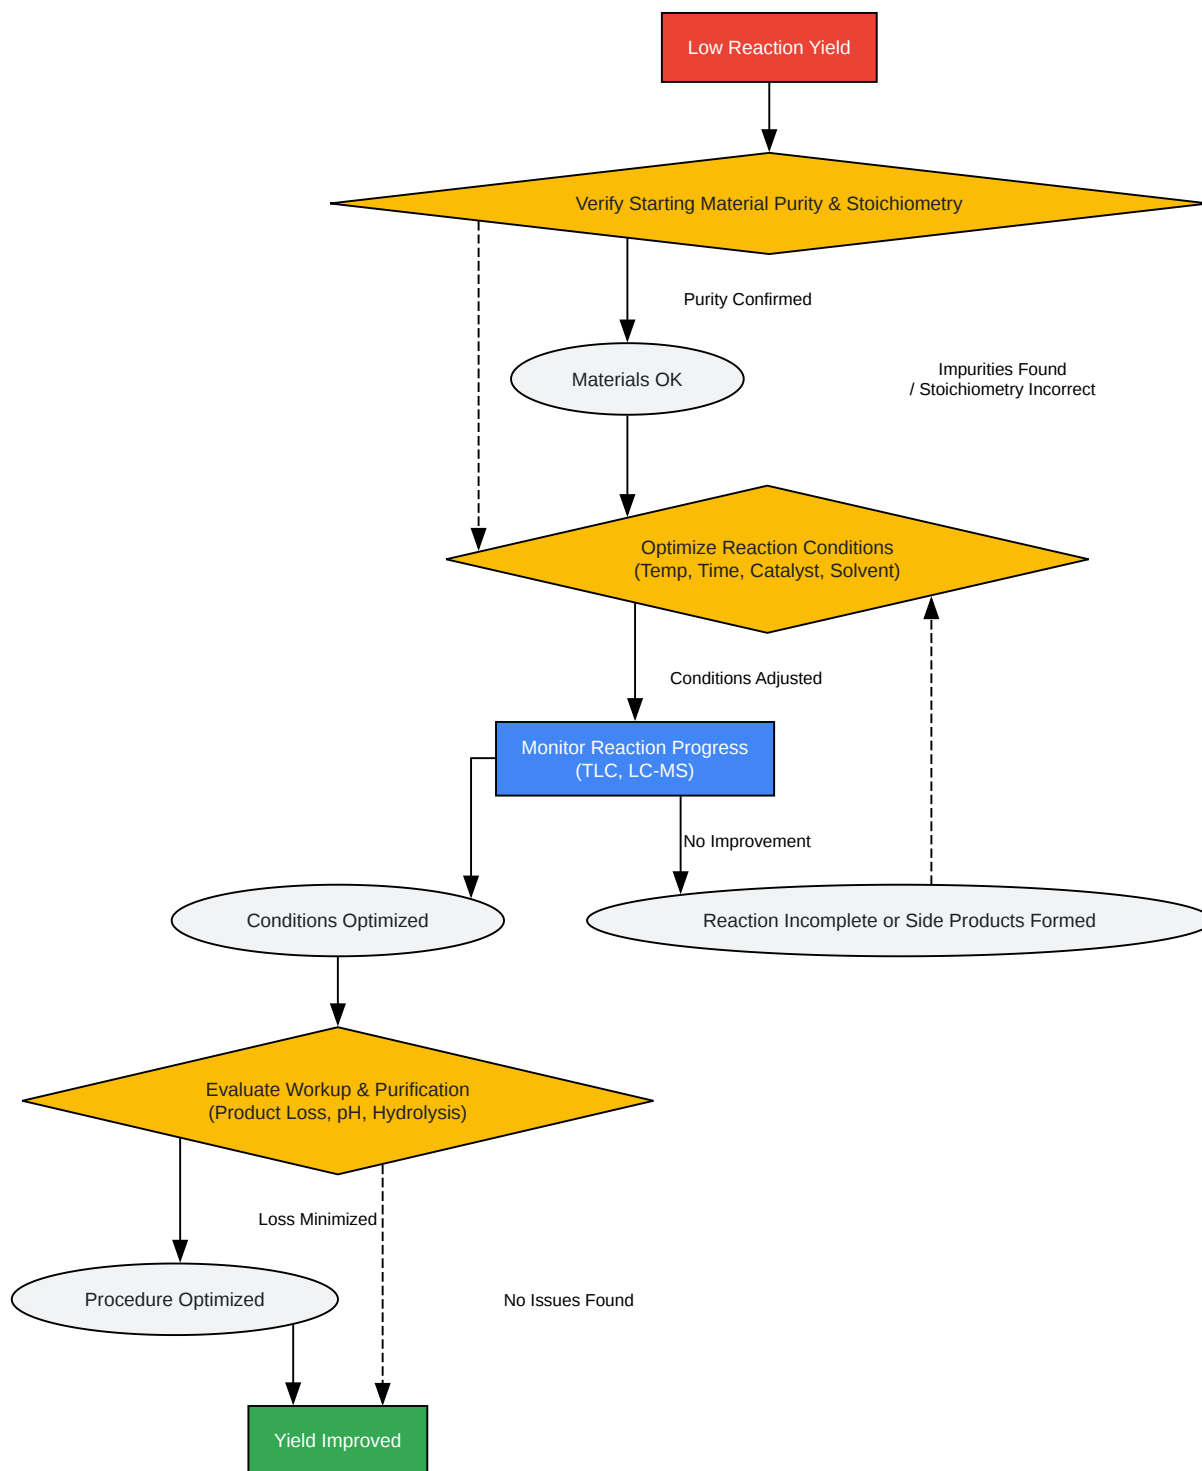 Low Reaction Yield
Verify Starting Material Purity & Stoichiometry
Purity Confirmed
Impurities Found
/ Stoichiometry Incorrect
Materials OK
Optimize Reaction Conditions
(Temp, Time, Catalyst, Solvent)
Conditions Adjusted
Monitor Reaction Progress
(TLC, LC-MS)
No Improvement
Conditions Optimized
Reaction Incomplete or Side Products Formed
Evaluate Workup & Purification
(Product Loss, pH, Hydrolysis)
Loss Minimized
Procedure Optimized
No Issues Found
Yield Improved